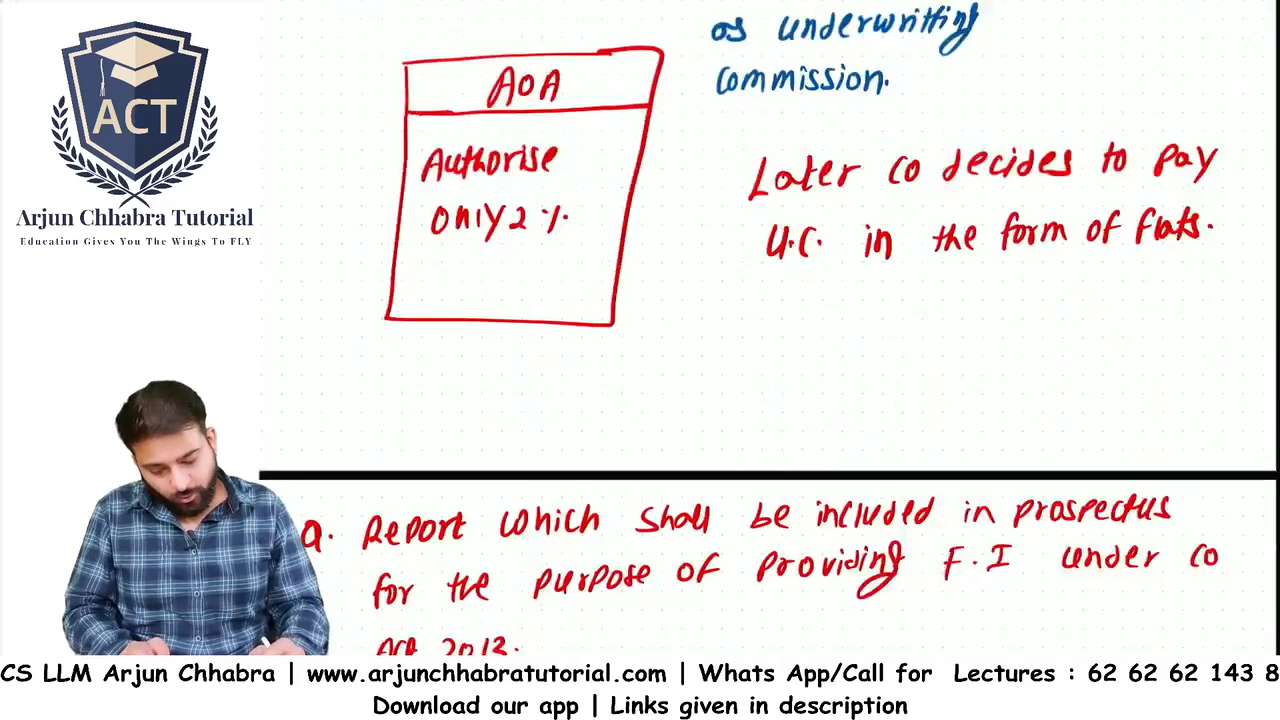 as underwritting
commission.
AOA
Authorise
only 2 %.
Later co decides to pay
U.C. in the form of flats.
ACT
Arjun Chhabra Tutorial
Education Gives You The Wings To FLY
Q. Report which shall be included in prospectus
for the purpose of providing F.I under co
Act 2013.
CS LLM Arjun Chhabra | www.arjunchhabratutorial.com | Whats App/Call for Lectures : 62 62 62 143 8
Download our app | Links given in description